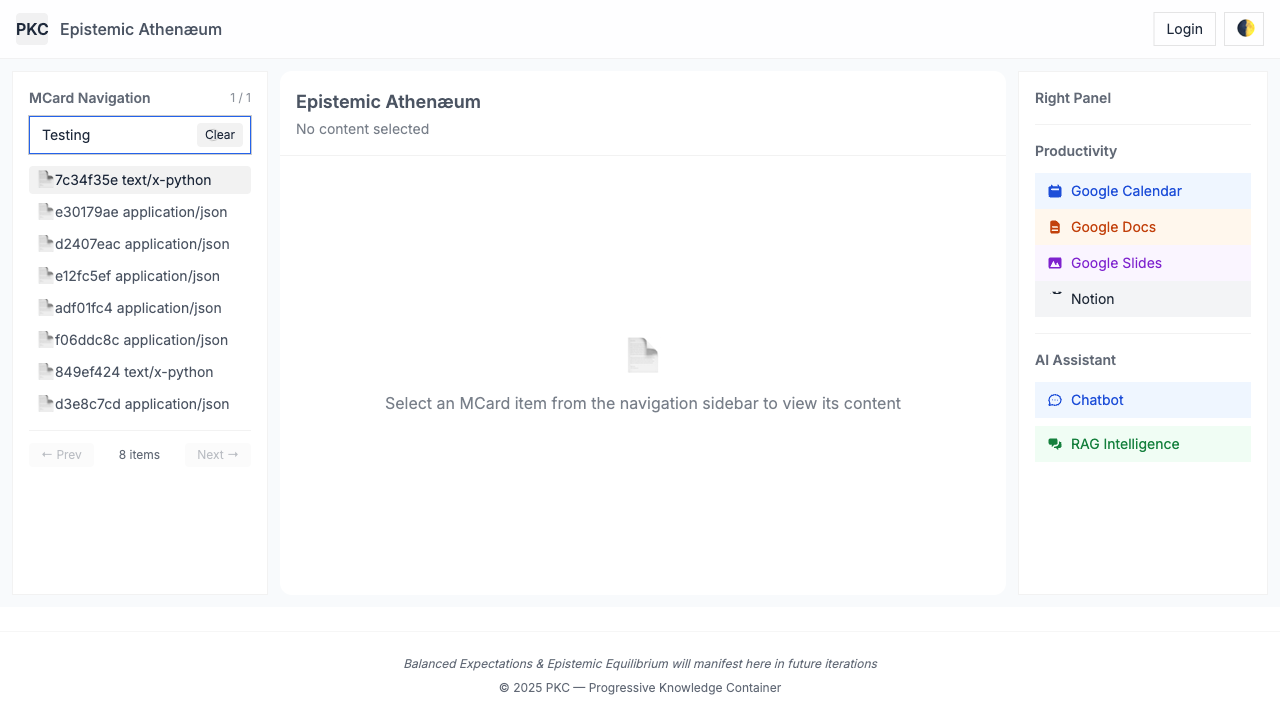 PKC Epistemic Athenæum
Login
MCard Navigation 1 / 1
Testing Clear
7c34f35e text/x-python
e30179ae application/json
d2407eac application/json
e12fc5ef application/json
adf01fc4 application/json
f06ddc8c application/json
849ef424 text/x-python
d3e8c7cd application/json
← Prev 8 items Next →
Epistemic Athenæum
No content selected
Select an MCard item from the navigation sidebar to view its content
Right Panel
Productivity
Google Calendar
Google Docs
Google Slides
Notion
AI Assistant
Chatbot
RAG Intelligence
Balanced Expectations & Epistemic Equilibrium will manifest here in future iterations
© 2025 PKC — Progressive Knowledge Container